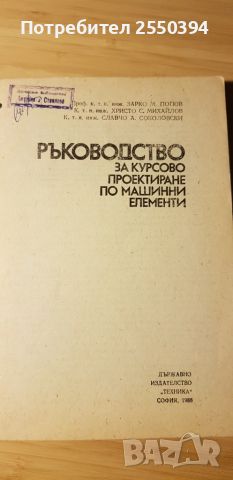 Потребител 2550394
Проф. к. т. н. инж. ЗАРКО М. ПОПОВ
К. т. н. инж. ХРИСТО С. МИХАЙЛОВ
К. т. н. инж. СЛАВЧО А. СОКОЛОВСКИ
РЪКОВОДСТВО
ЗА КУРСОВО
ПРОЕКТИРАНЕ
ПО МАШИННИ
ЕЛЕМЕНТИ
ДЪРЖАВНО
ИЗДАТЕЛСТВО
„ТЕХНИКА“
СОФИЯ, 1988
BAZAR